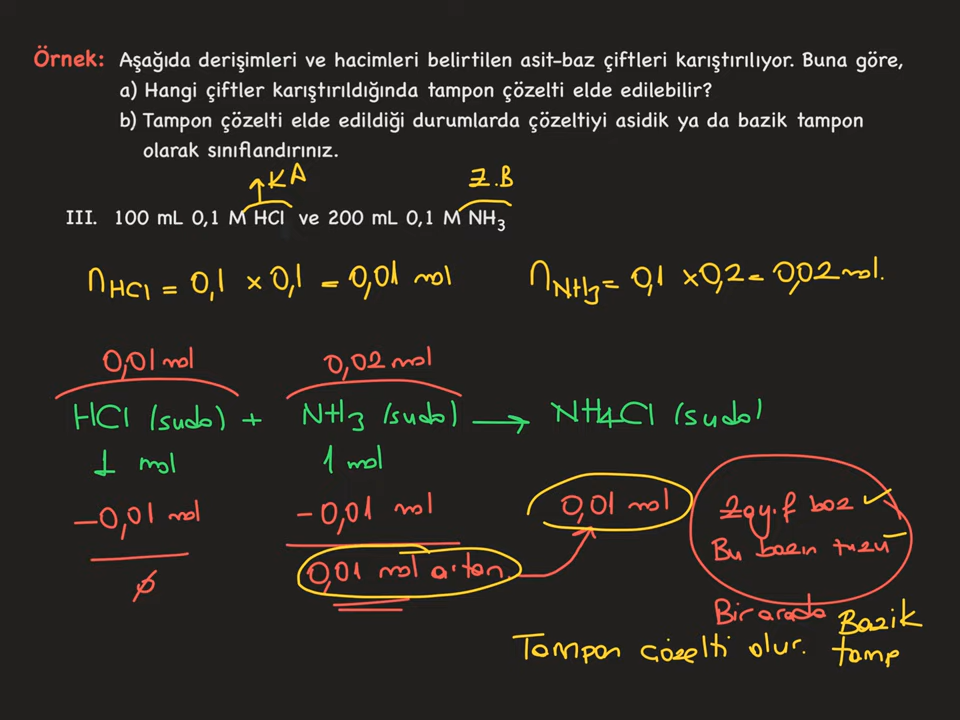 Örnek: Aşağıda derişimleri ve hacimleri belirtilen asit-baz çiftleri karıştırılıyor. Buna göre,
a) Hangi çiftler karıştırıldığında tampon çözelti elde edilebilir?
b) Tampon çözelti elde edildiği durumlarda çözeltiyi asidik ya da bazik tampon
olarak sınıflandırınız.
KA Z.B
III. 100 mL 0,1 M HCl ve 200 mL 0,1 M NH₃
nHCl = 0,1 x 0,1 = 0,01 mol
nNH3 = 0,1 x 0,2 = 0,02 mol.
0,01 mol 0,02 mol
HCl (suda) + NH3 (suda) → NH4Cl (suda)
1 mol 1 mol
-0,01 mol -0,01 mol 0,01 mol
Zayıf baz ✓
Bu bazın tuzu
ø 0,01 mol artan
Bir arada
Tampon çözelti olur.
Bazik
tamp